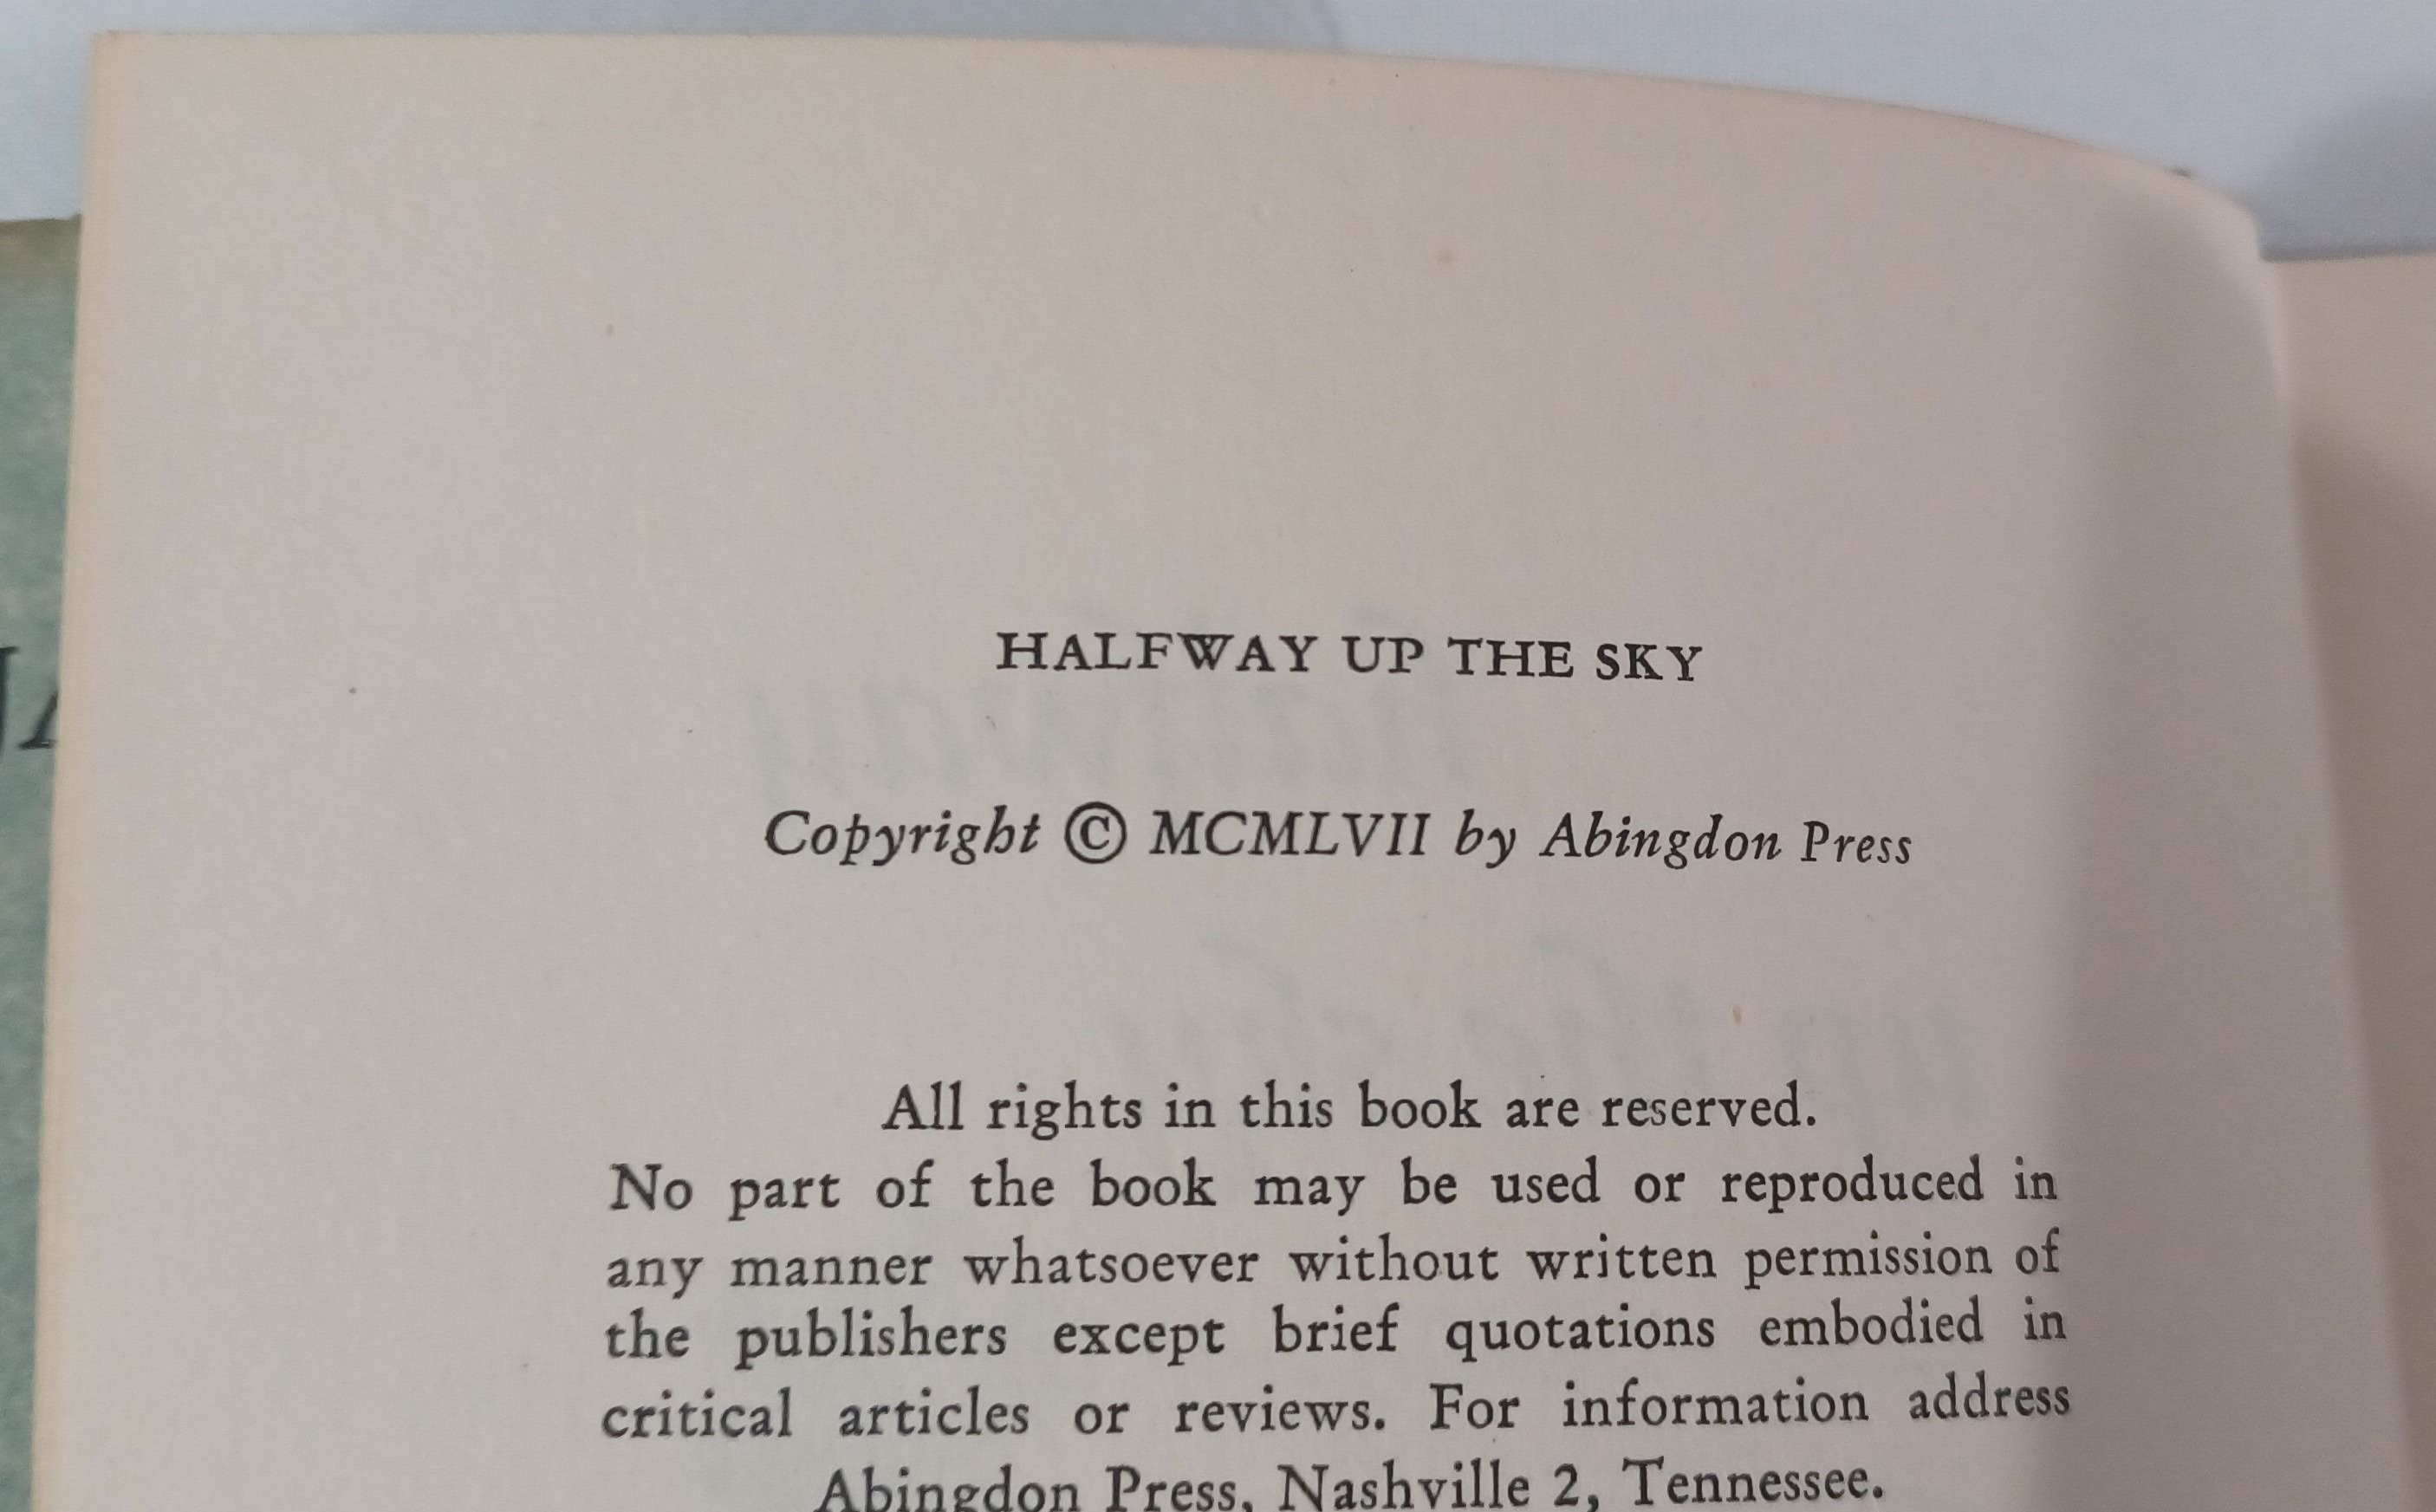 HALFWAY UP THE SKY
Copyright © MCMLVII by Abingdon Press
All rights in this book are reserved.
No part of the book may be used or reproduced in
any manner whatsoever without written permission of
the publishers except brief quotations embodied in
critical articles or reviews. For information address
Abingdon Press, Nashville 2, Tennessee.